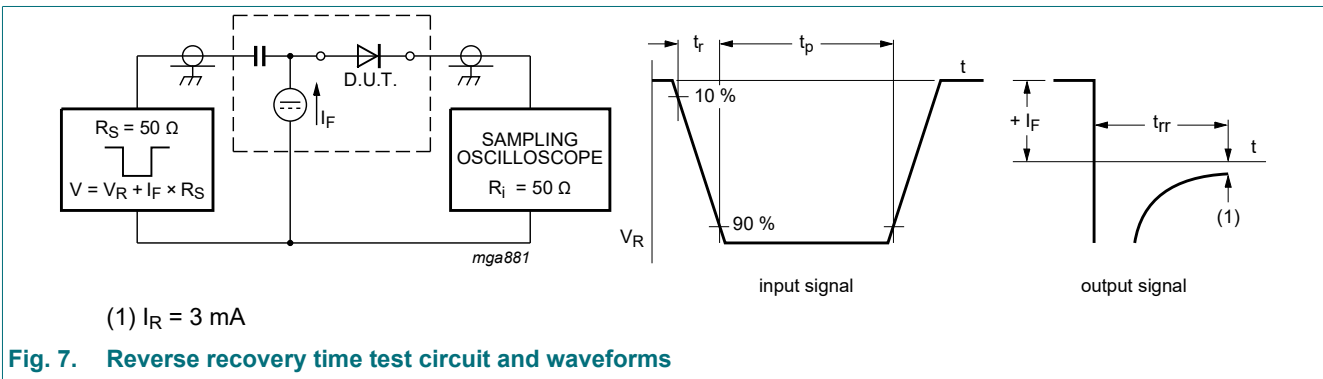 D.U.T.
I_F
R_S = 50 Ω
V = V_R + I_F × R_S
SAMPLING
OSCILLOSCOPE
R_i = 50 Ω
mga881
t_r
t_p
t
10 %
90 %
V_R
input signal
+ I_F
t_rr
t
(1)
output signal
(1) I_R = 3 mA
Fig. 7. Reverse recovery time test circuit and waveforms